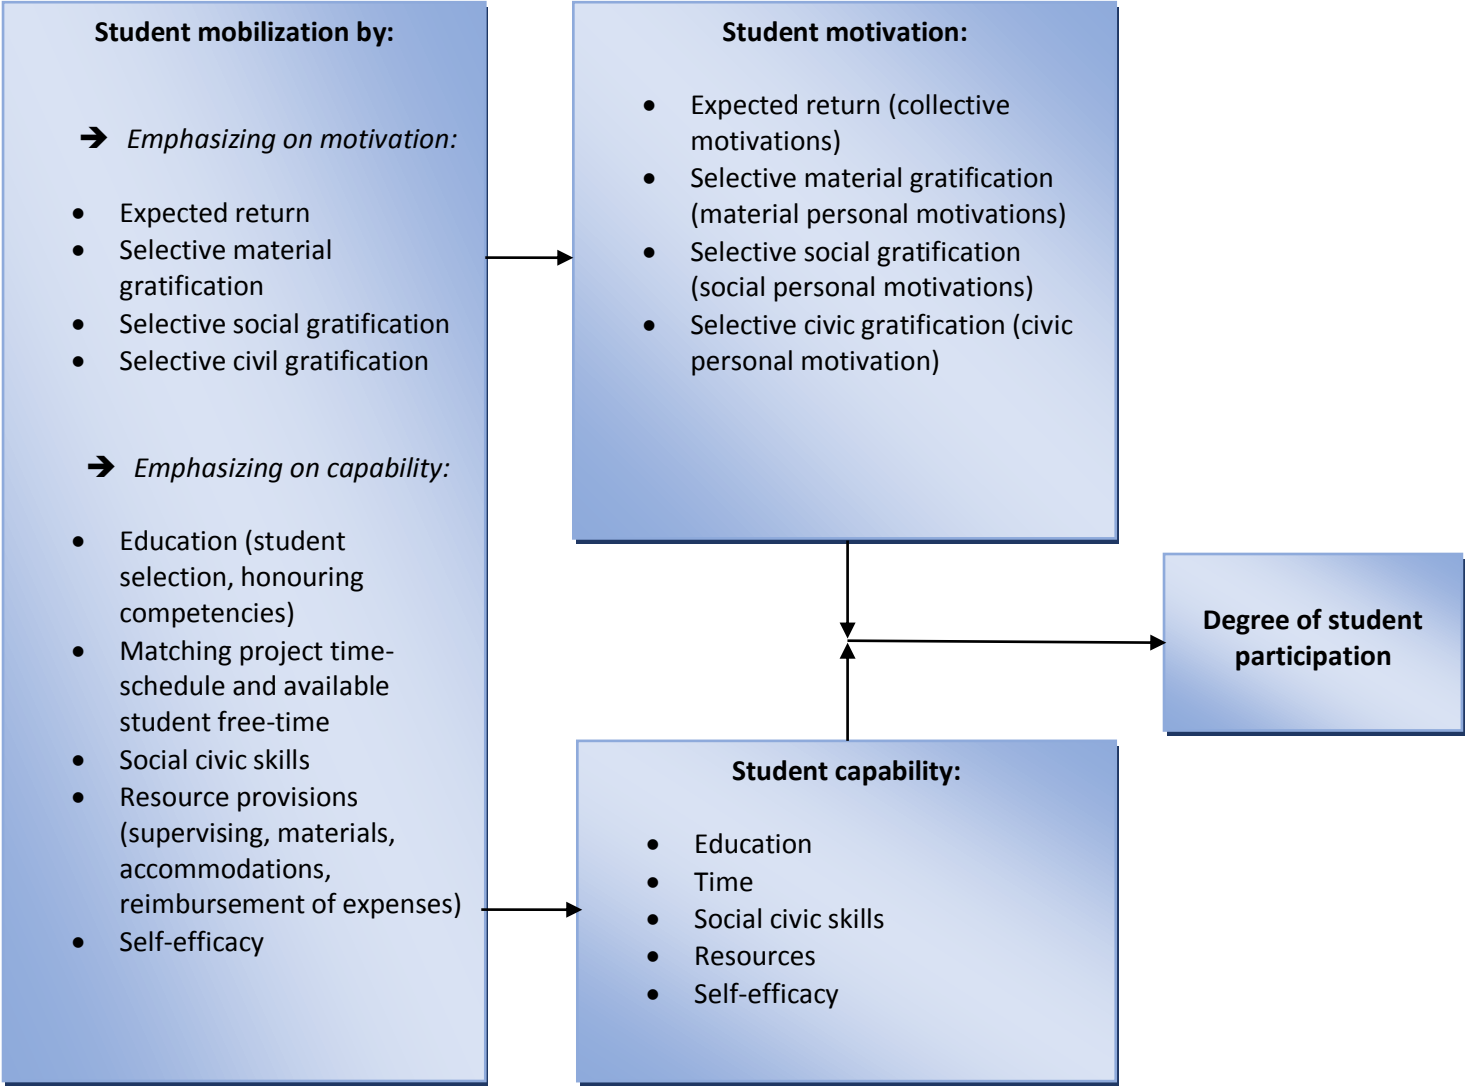 Student mobilization by:
➔ Emphasizing on motivation:
• Expected return
• Selective material
gratification
• Selective social gratification
• Selective civil gratification
➔ Emphasizing on capability:
• Education (student
selection, honouring
competencies)
• Matching project time-
schedule and available
student free-time
• Social civic skills
• Resource provisions
(supervising, materials,
accommodations,
reimbursement of expenses)
• Self-efficacy
Student motivation:
• Expected return (collective
motivations)
• Selective material gratification
(material personal motivations)
• Selective social gratification
(social personal motivations)
• Selective civic gratification (civic
personal motivation)
Student capability:
• Education
• Time
• Social civic skills
• Resources
• Self-efficacy
Degree of student
participation